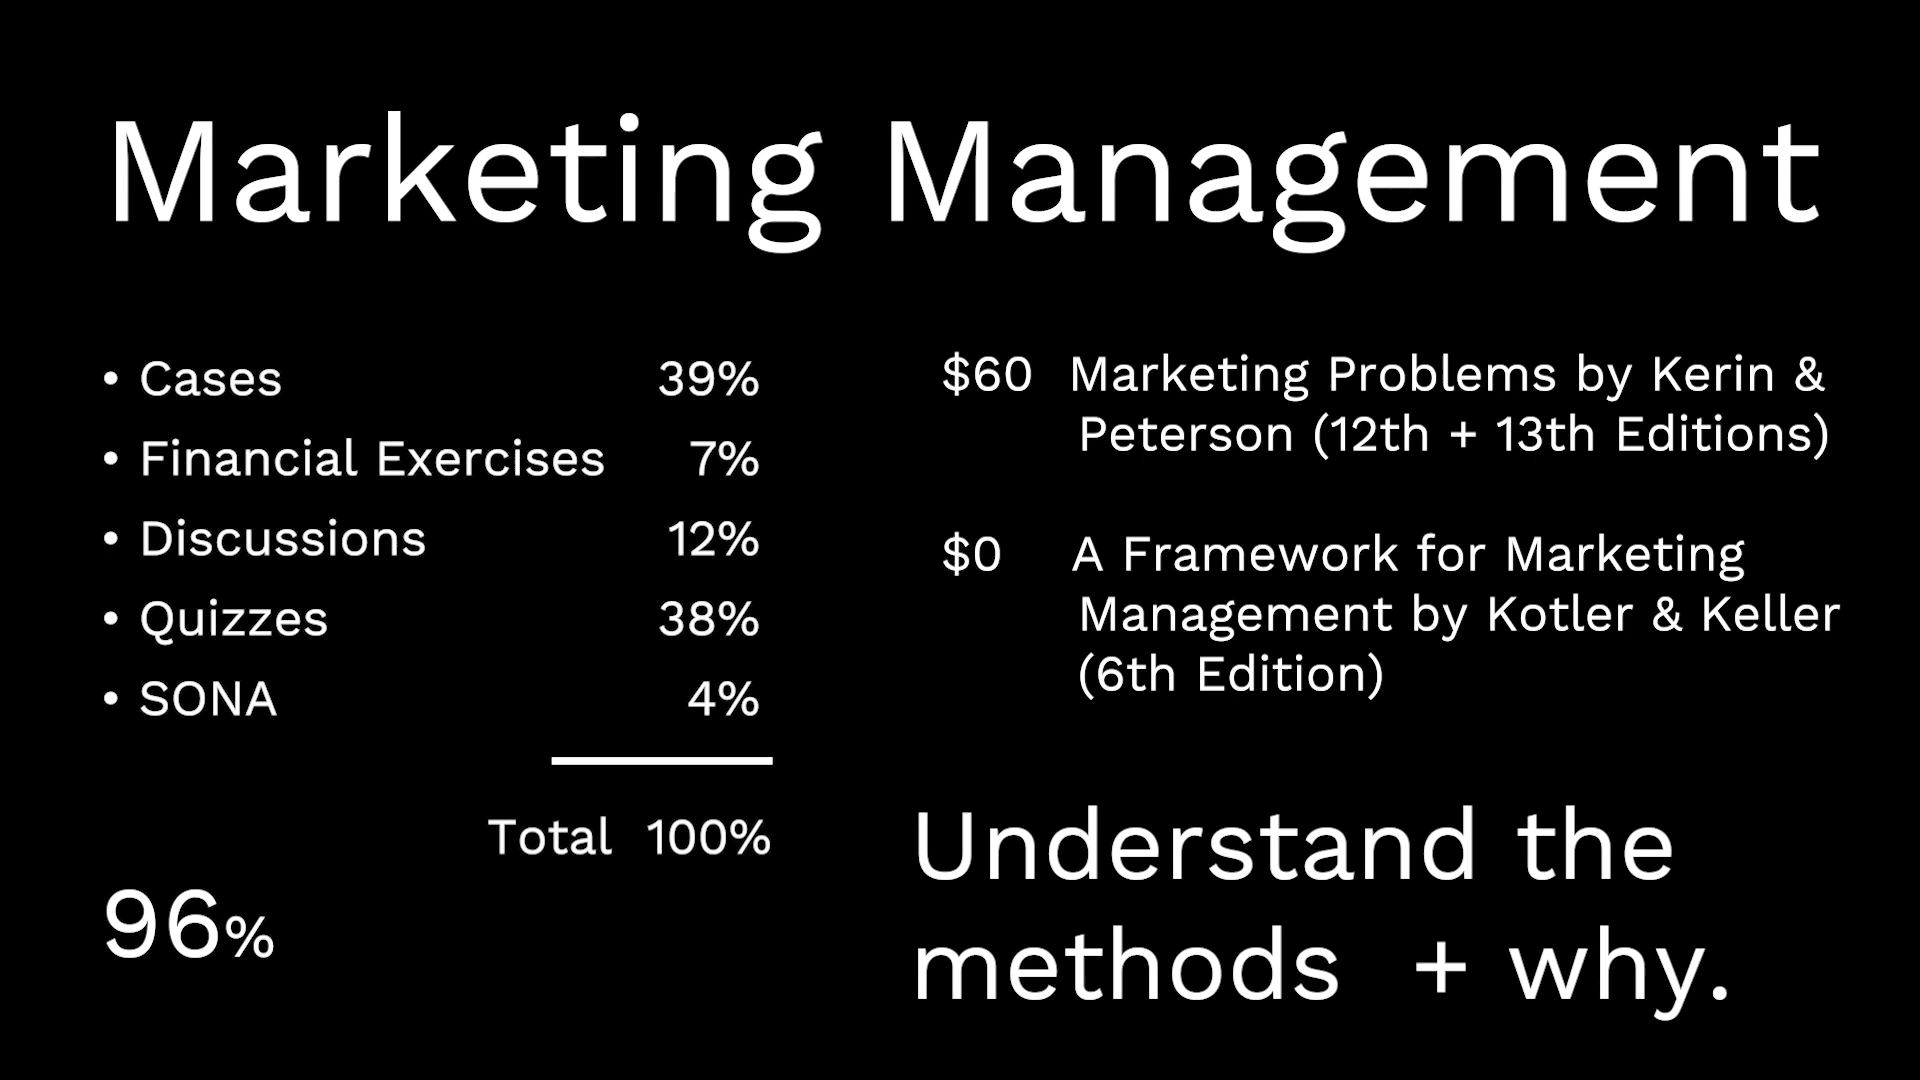 Marketing Management
• Cases 39%
• Financial Exercises 7%
• Discussions 12%
• Quizzes 38%
• SONA 4%
Total 100%
96%
$60 Marketing Problems by Kerin &
Peterson (12th + 13th Editions)
$0 A Framework for Marketing
Management by Kotler & Keller
(6th Edition)
Understand the
methods + why.